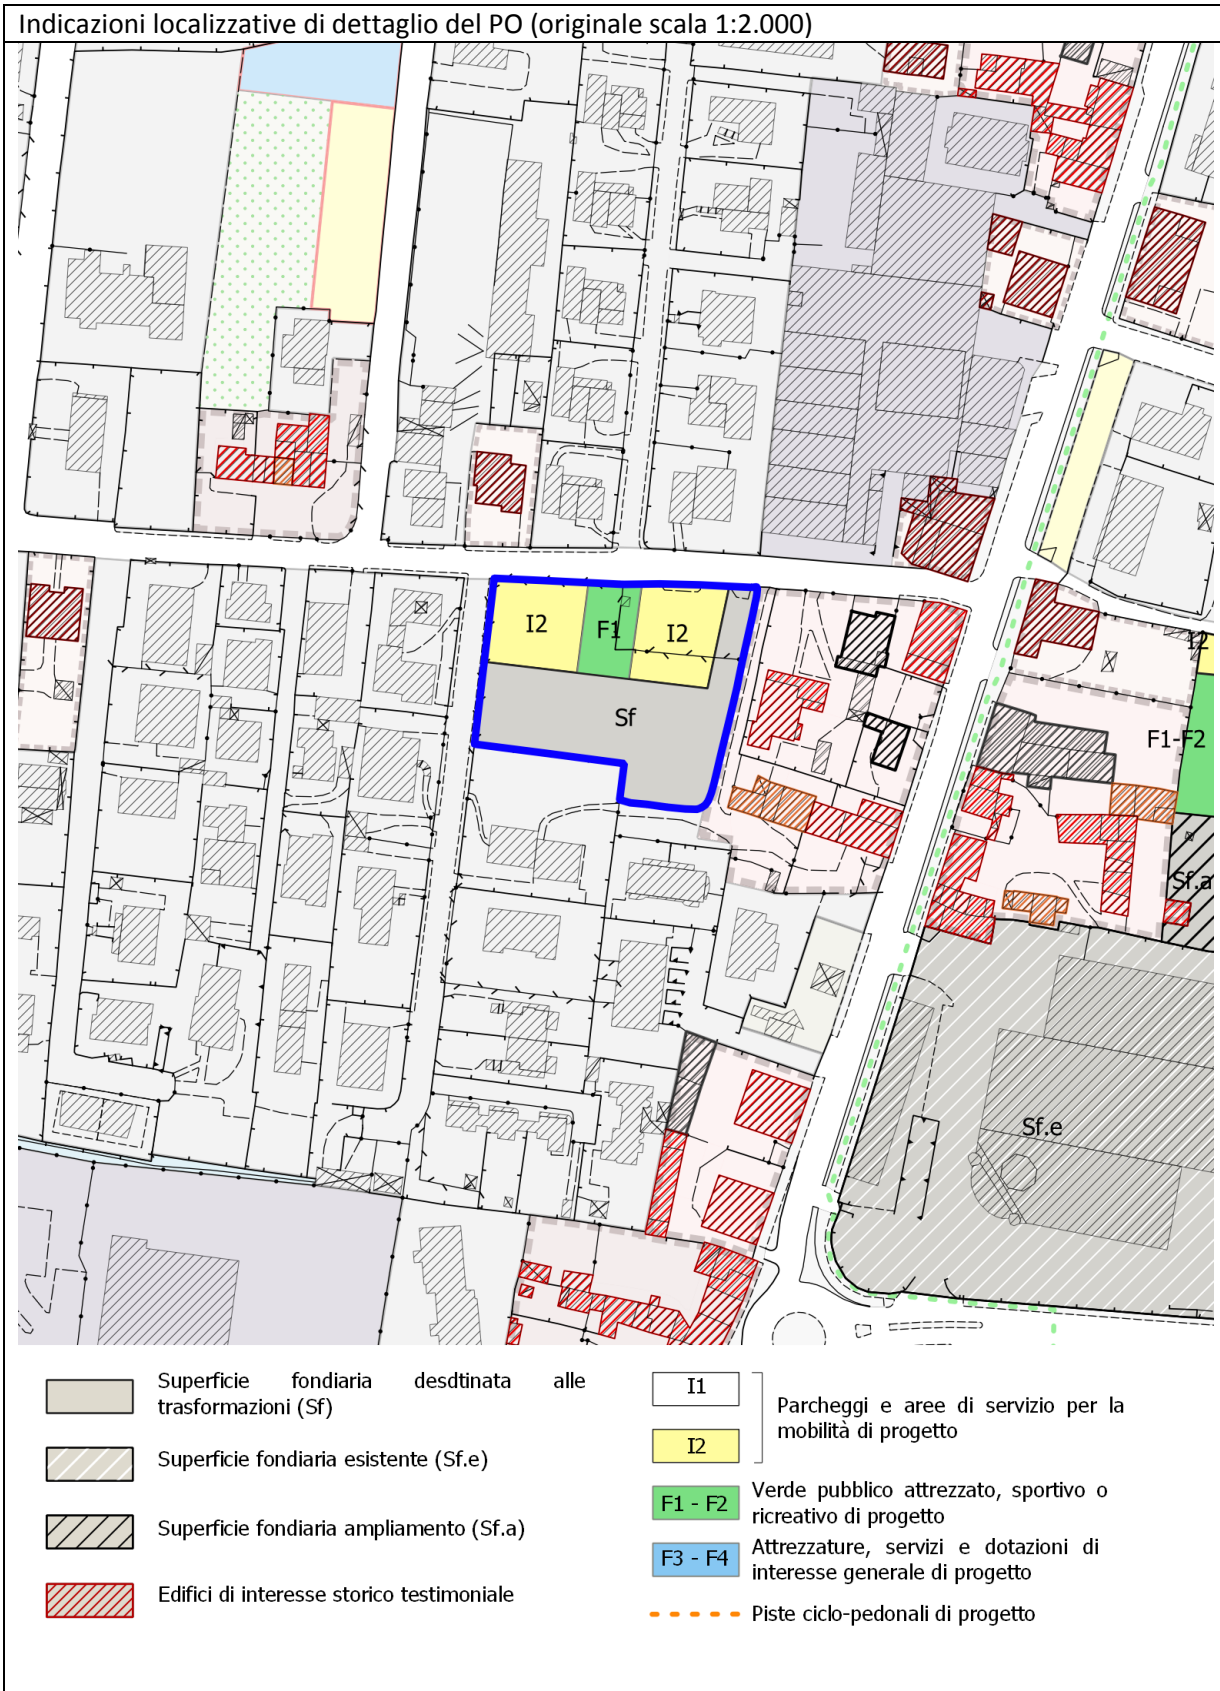 Indicazioni localizzative di dettaglio del PO (originale scala 1:2.000)
I2
F1
I2
Sf
I2
F1-F2
Sf.a
Sf.e
Superficie fondiaria desdtinata alle
trasformazioni (Sf)
Superficie fondiaria esistente (Sf.e)
Superficie fondiaria ampliamento (Sf.a)
Edifici di interesse storico testimoniale
I1
I2
Parcheggi e aree di servizio per la
mobilità di progetto
F1 - F2
Verde pubblico attrezzato, sportivo o
ricreativo di progetto
F3 - F4
Attrezzature, servizi e dotazioni di
interesse generale di progetto
Piste ciclo-pedonali di progetto